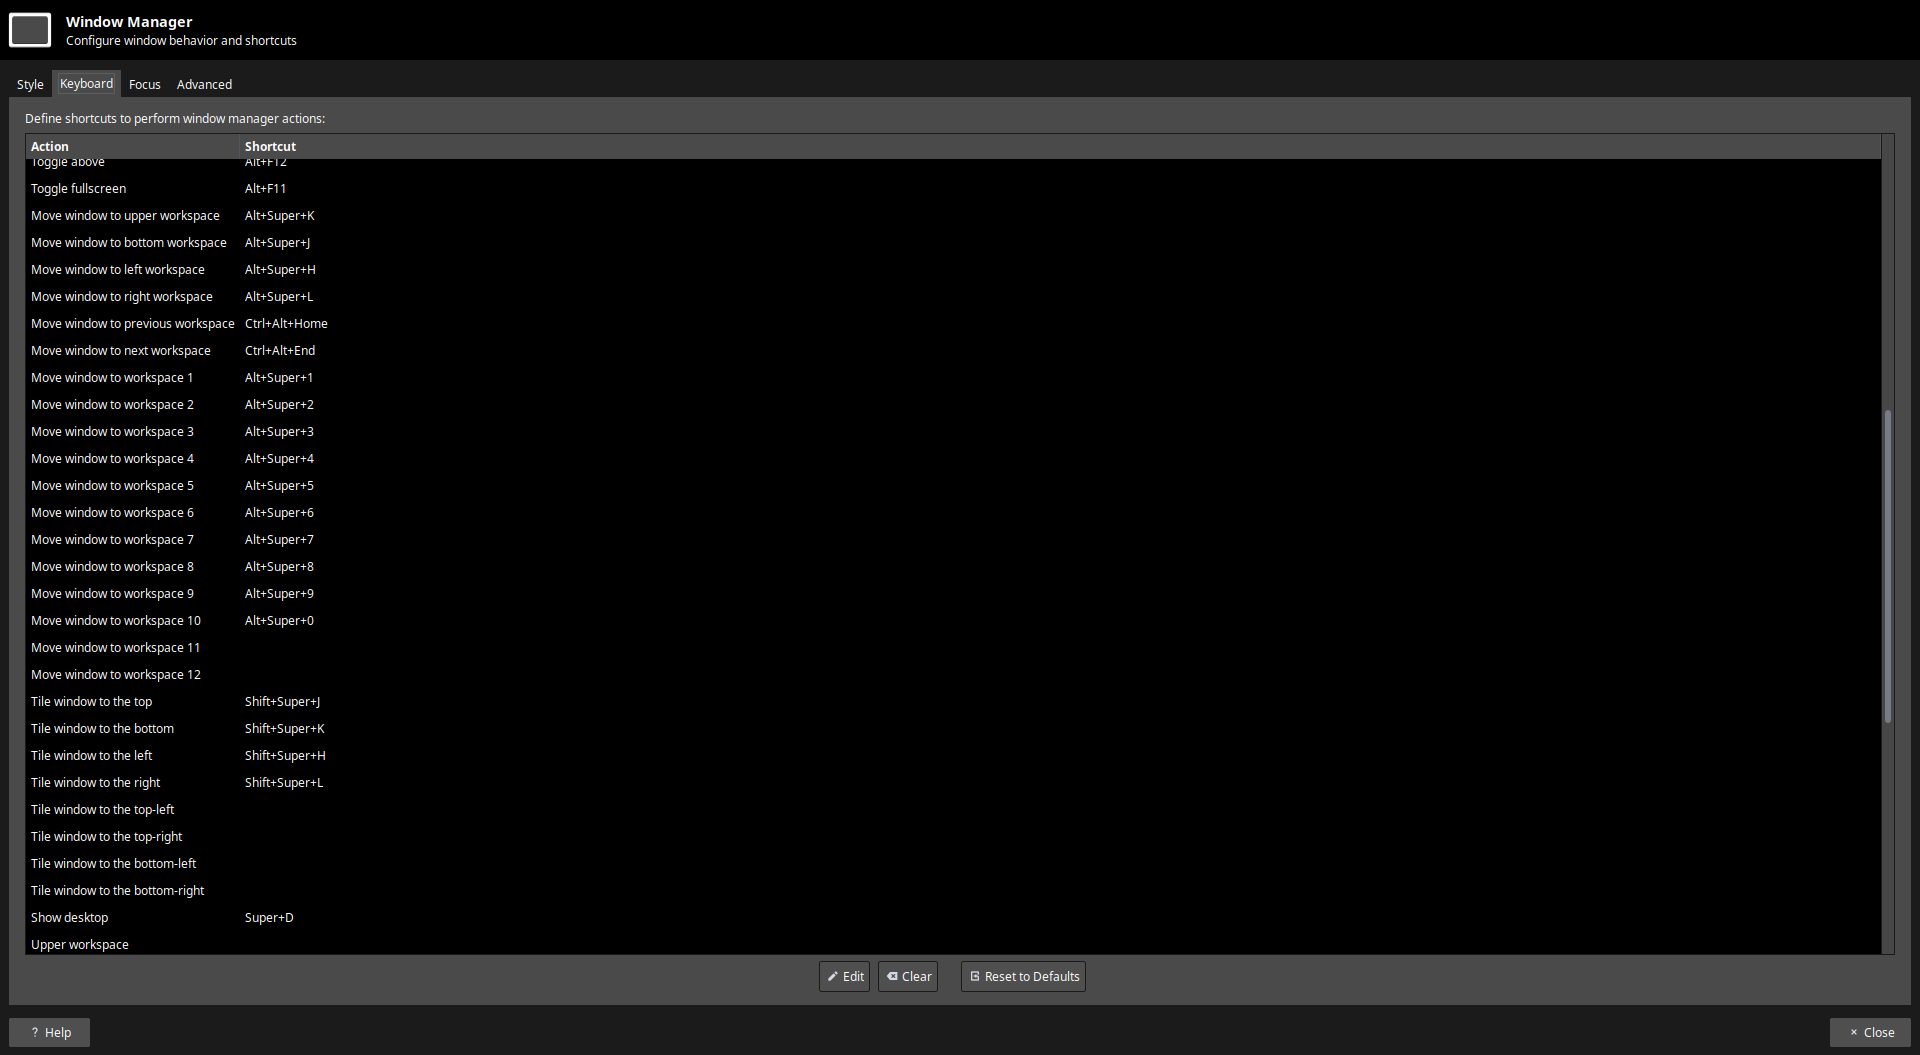 Window Manager
Configure window behavior and shortcuts
Style Keyboard Focus Advanced
Define shortcuts to perform window manager actions:
Action Shortcut
Toggle above Alt+F12
Toggle fullscreen Alt+F11
Move window to upper workspace Alt+Super+K
Move window to bottom workspace Alt+Super+J
Move window to left workspace Alt+Super+H
Move window to right workspace Alt+Super+L
Move window to previous workspace Ctrl+Alt+Home
Move window to next workspace Ctrl+Alt+End
Move window to workspace 1 Alt+Super+1
Move window to workspace 2 Alt+Super+2
Move window to workspace 3 Alt+Super+3
Move window to workspace 4 Alt+Super+4
Move window to workspace 5 Alt+Super+5
Move window to workspace 6 Alt+Super+6
Move window to workspace 7 Alt+Super+7
Move window to workspace 8 Alt+Super+8
Move window to workspace 9 Alt+Super+9
Move window to workspace 10 Alt+Super+0
Move window to workspace 11
Move window to workspace 12
Tile window to the top Shift+Super+J
Tile window to the bottom Shift+Super+K
Tile window to the left Shift+Super+H
Tile window to the right Shift+Super+L
Tile window to the top-left
Tile window to the top-right
Tile window to the bottom-left
Tile window to the bottom-right
Show desktop Super+D
Upper workspace
Edit Clear Reset to Defaults
? Help × Close